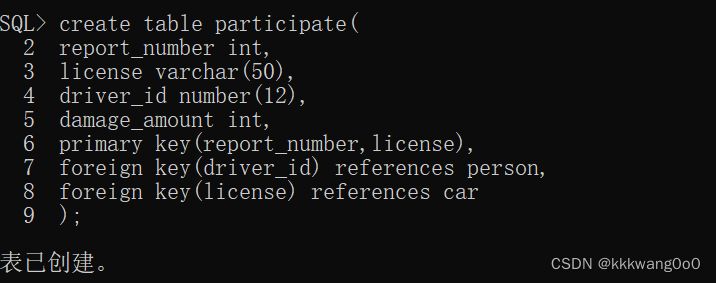 SQL> create table participate(
2 report_number int,
3 license varchar(50),
4 driver_id number(12),
5 damage_amount int,
6 primary key(report_number,license),
7 foreign key(driver_id) references person,
8 foreign key(license) references car
9 );
表已创建。
CSDN @kkkwang0o0